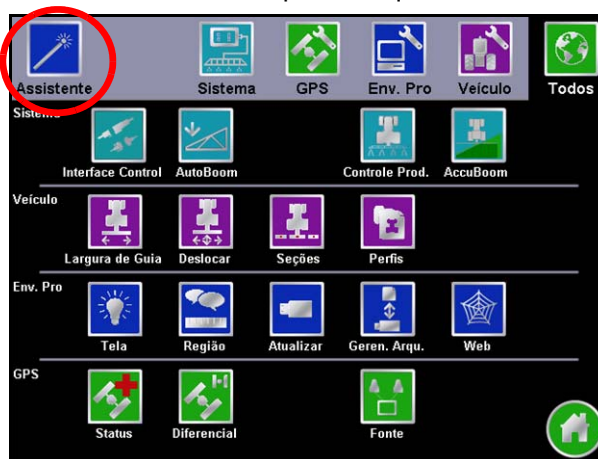 Assistente Sistema GPS Env. Pro Veículo Todos
Sistema
Interface Control AutoBoom Controle Prod. AccuBoom
Veículo
Largura de Guia Deslocar Seções Perfis
Env. Pro
Tela Região Atualizar Geren. Arqu. Web
GPS
Status Diferencial Fonte